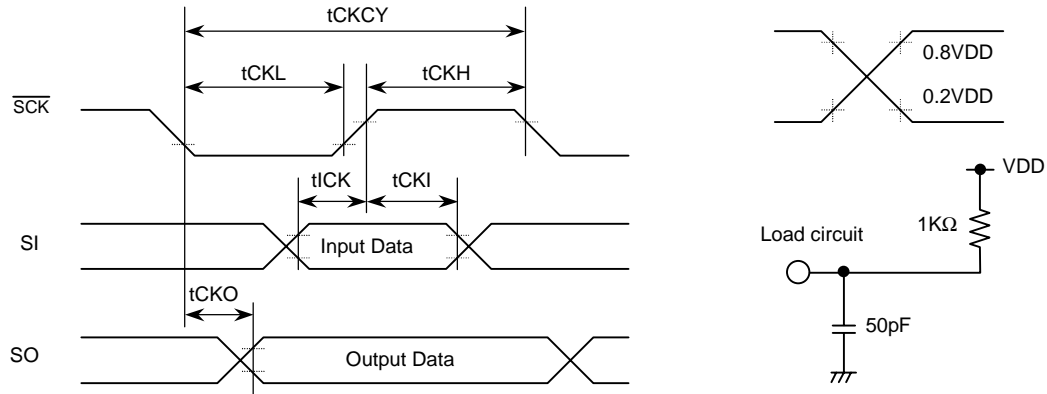 tCKCY
tCKL
tCKH
SCK
tICK
tCKI
SI
Input Data
tCKO
SO
Output Data
0.8VDD
0.2VDD
VDD
1KΩ
Load circuit
50pF